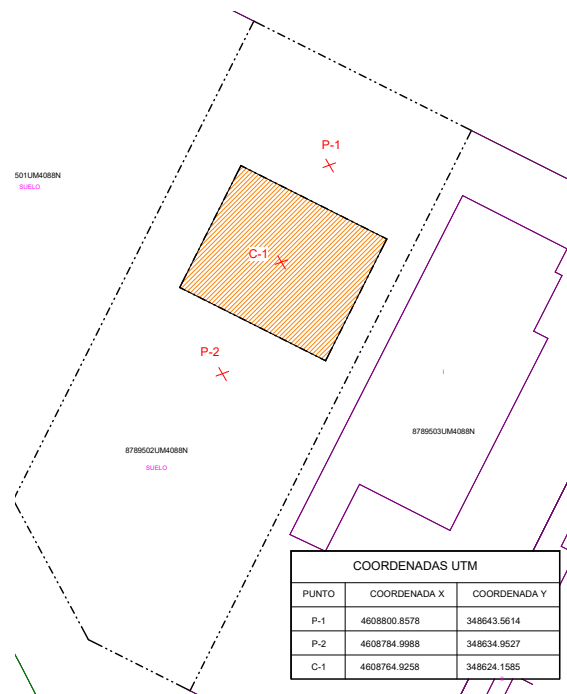 P-1
501UM4088N
SUELO
C-1
P-2
I
8789503UM4088N
8789502UM4088N
SUELO
COORDENADAS UTM
PUNTO COORDENADA X COORDENADA Y
P-1 4608800.8578 348643.5614
P-2 4608784.9988 348634.9527
C-1 4608764.9258 348624.1585